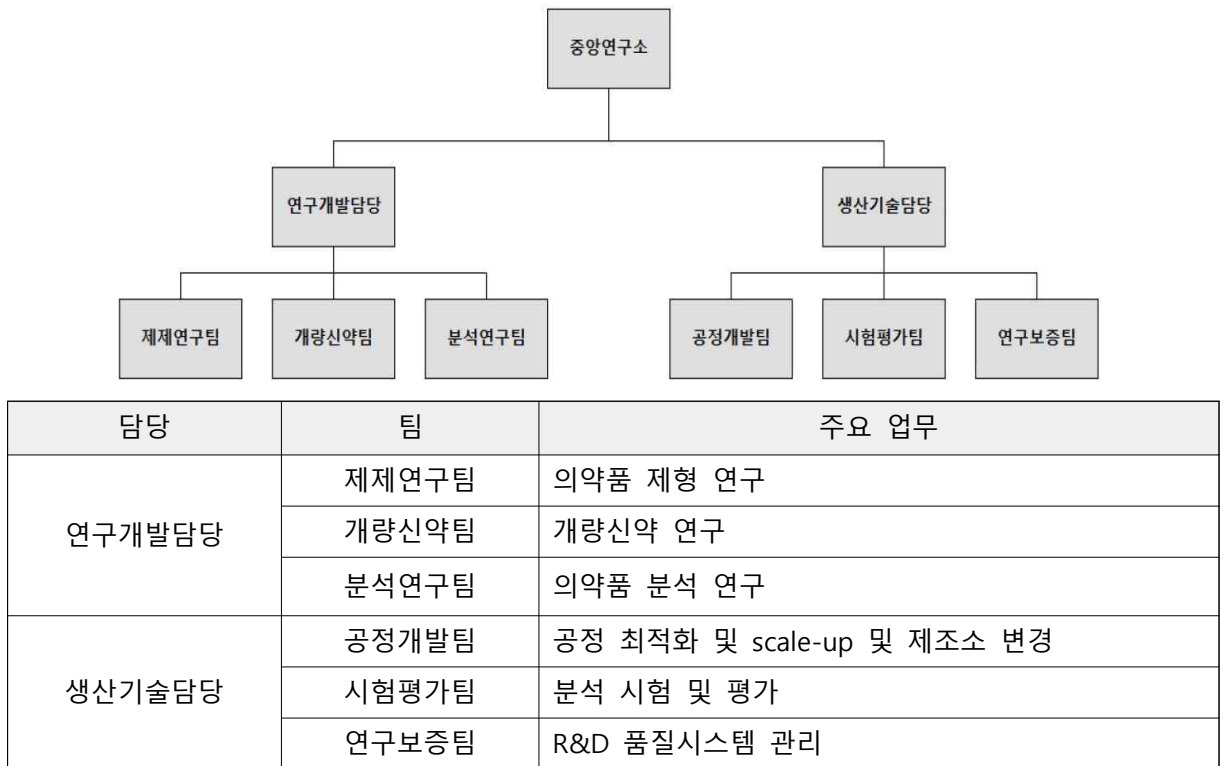 중앙연구소
연구개발담당 생산기술담당
제제연구팀 개량신약팀 분석연구팀 공정개발팀 시험평가팀 연구보증팀
담당 팀 주요 업무
연구개발담당
제제연구팀 의약품 제형 연구
개량신약팀 개량신약 연구
분석연구팀 의약품 분석 연구
생산기술담당
공정개발팀 공정 최적화 및 scale-up 및 제조소 변경
시험평가팀 분석 시험 및 평가
연구보증팀 R&D 품질시스템 관리